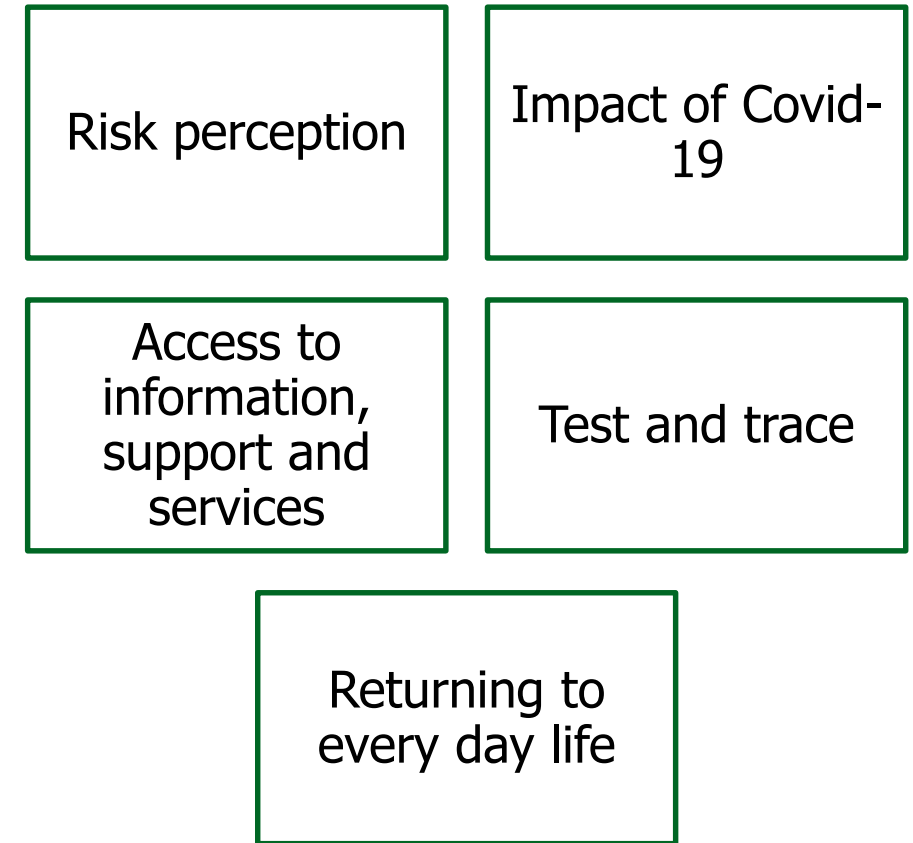 Risk perception
Impact of Covid-
19
Access to
information,
support and
services
Test and trace
Returning to
every day life